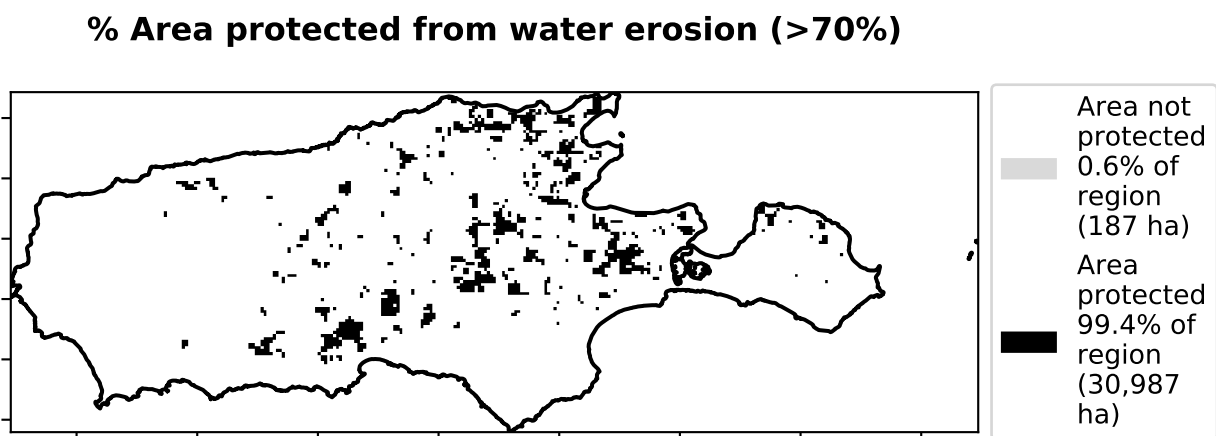 % Area protected from water erosion (>70%)
Area not
protected
0.6% of
region
(187 ha)
Area
protected
99.4% of
region
(30,987
ha)